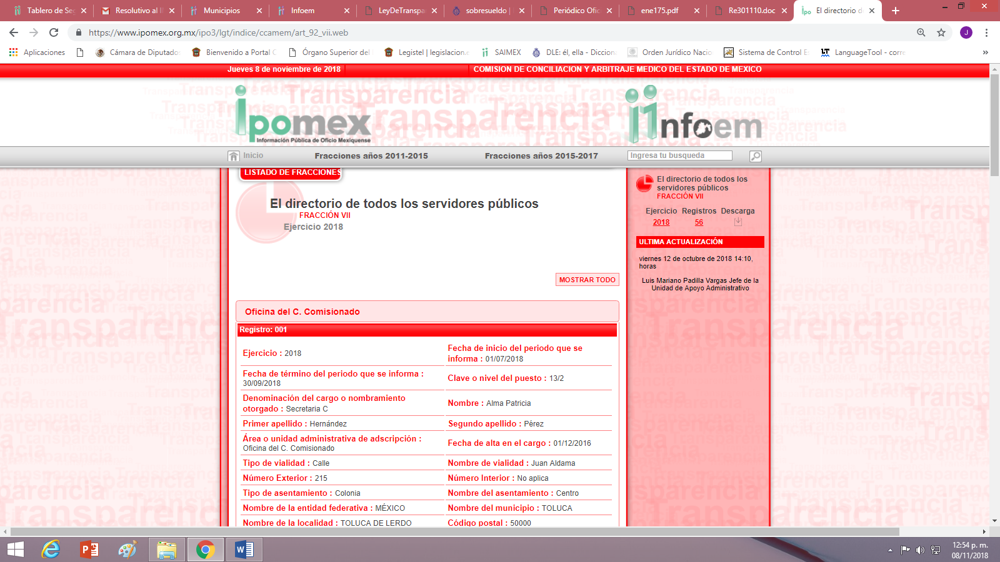 Tablero de Seg
Resolutivo al I
Municipios
Infoem
LeyDeTranspa
sobresueldo |
Periódico Ofic
ene175.pdf
Re301110.doc
El directorio d
https://www.ipomex.org.mx/ipo3/lgt/indice/ccamem/art_92_vii.web
J
Aplicaciones
Cámara de Diputados
Bienvenido a Portal
Órgano Superior del
Legistel | legislacion.e
SAIMEX
DLE: él, ella - Diccion
Orden Jurídico Nacio
Sistema de Control E
LanguageTool - corre
»
Jueves 8 de noviembre de 2018
COMISION DE CONCILIACION Y ARBITRAJE MEDICO DEL ESTADO DE MEXICO
Transparencia
ipomex
Información Pública de Oficio Mexiquense
infoem
Inicio
Fracciones años 2011-2015
Fracciones años 2015-2017
Ingresa tu busqueda
LISTADO DE FRACCIONES
El directorio de todos los servidores públicos
FRACCIÓN VII
Ejercicio 2018
MOSTRAR TODO
Oficina del C. Comisionado
Registro: 001
Ejercicio : 2018
Fecha de inicio del periodo que se
informa : 01/07/2018
Fecha de término del periodo que se informa :
30/09/2018
Clave o nivel del puesto : 13/2
Denominación del cargo o nombramiento
otorgado : Secretaria C
Nombre : Alma Patricia
Primer apellido : Hernández
Segundo apellido : Pérez
Área o unidad administrativa de adscripción :
Oficina del C. Comisionado
Fecha de alta en el cargo : 01/12/2016
Tipo de vialidad : Calle
Nombre de vialidad : Juan Aldama
Número Exterior : 215
Número Interior : No aplica
Tipo de asentamiento : Colonia
Nombre del asentamiento : Centro
Nombre de la entidad federativa : MÉXICO
Nombre del municipio : TOLUCA
Nombre de la localidad : TOLUCA DE LERDO
Código postal : 50000
El directorio de todos los
servidores públicos
FRACCIÓN VII
Ejercicio Registros Descarga
2018 56
ULTIMA ACTUALIZACIÓN
viernes 12 de octubre de 2018 14:10,
horas
Luis Mariano Padilla Vargas Jefe de la
Unidad de Apoyo Administrativo
12:54 p. m.
08/11/2018